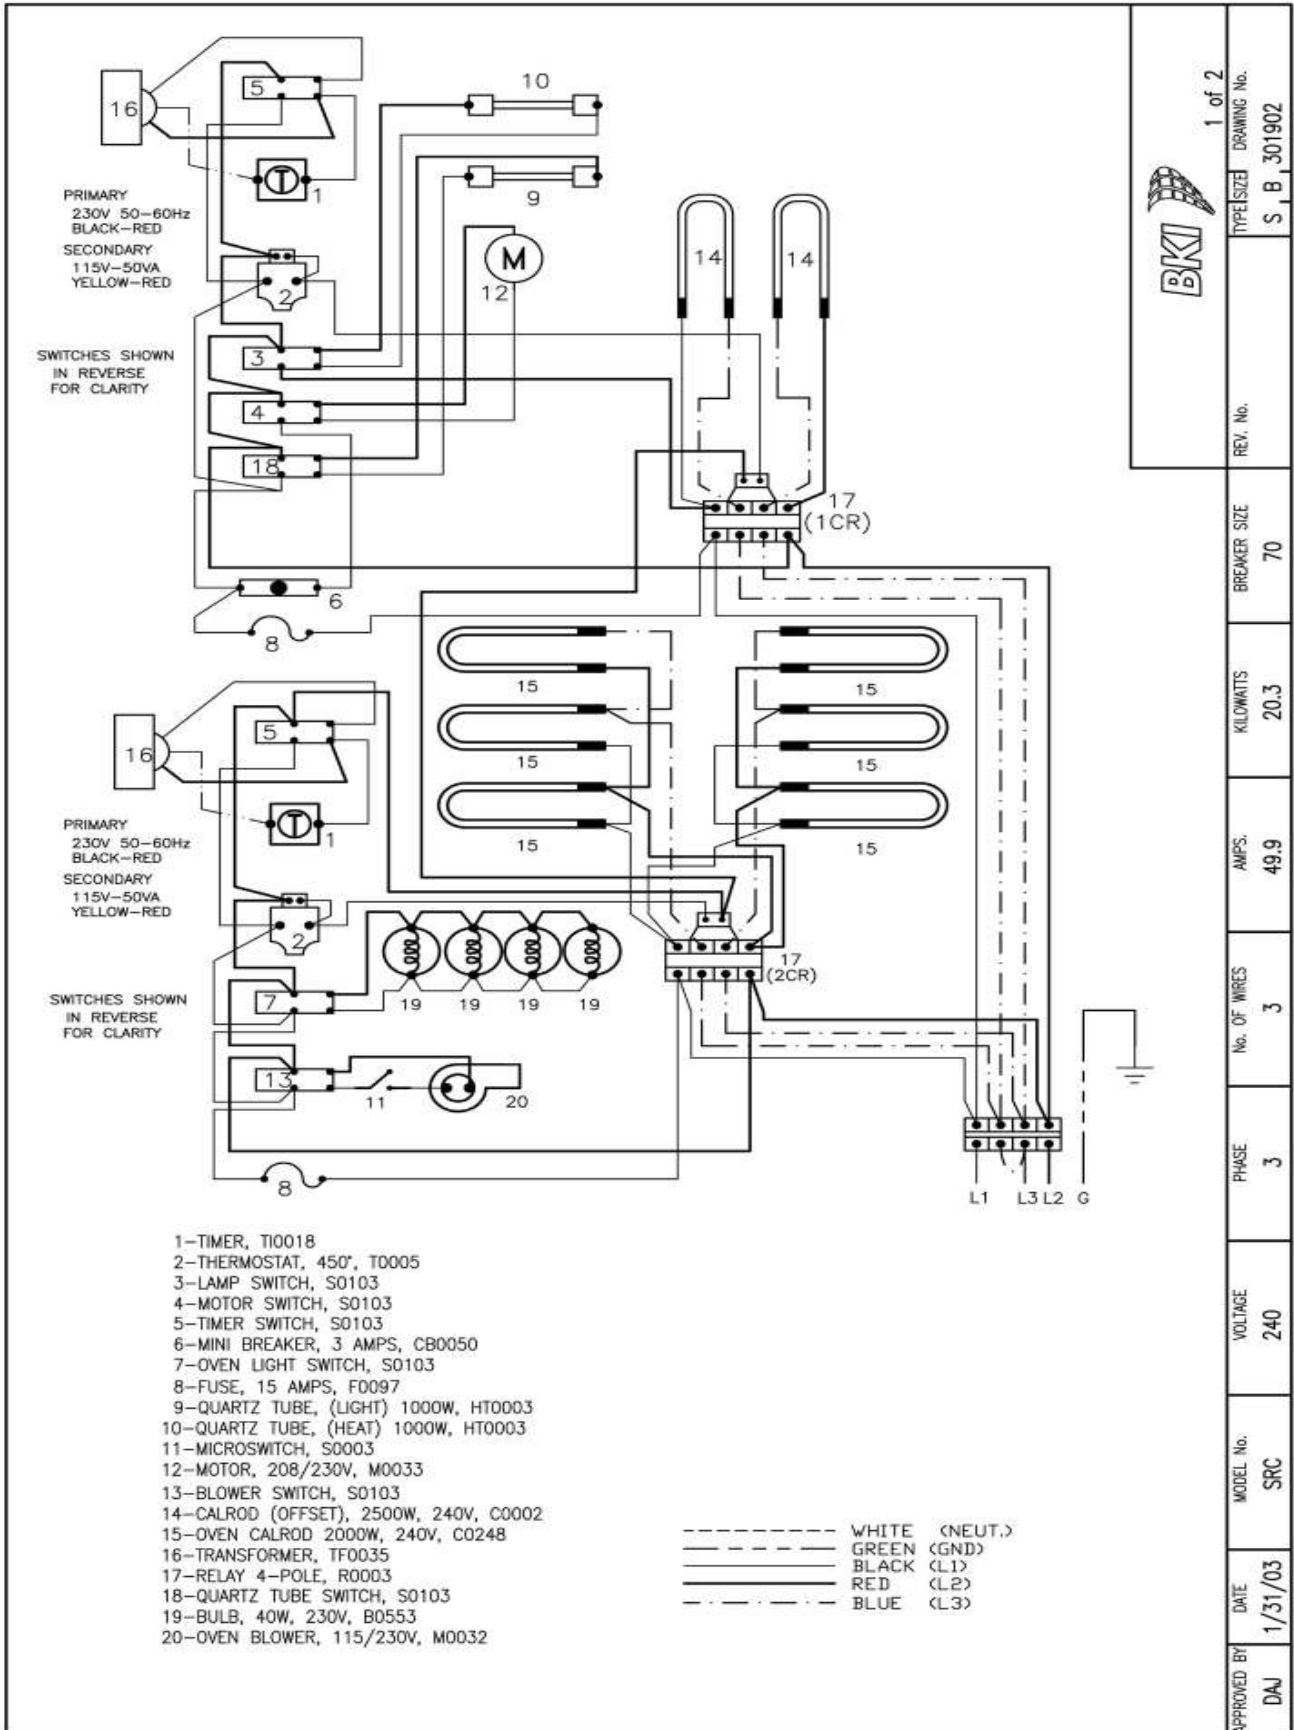 16
5
10
1
9
PRIMARY
230V 50-60Hz
BLACK-RED
SECONDARY
115V-50VA
YELLOW-RED
M
12
14
14
2
SWITCHES SHOWN
IN REVERSE
FOR CLARITY
3
4
18
17
(1CR)
6
8
15
15
15
15
15
15
16
5
1
PRIMARY
230V 50-60Hz
BLACK-RED
SECONDARY
115V-50VA
YELLOW-RED
2
19
19
19
19
17
(2CR)
SWITCHES SHOWN
IN REVERSE
FOR CLARITY
7
13
11
20
8
L1
L3
L2
G
1-TIMER, TI0018
2-THERMOSTAT, 450°, T0005
3-LAMP SWITCH, S0103
4-MOTOR SWITCH, S0103
5-TIMER SWITCH, S0103
6-MINI BREAKER, 3 AMPS, CB0050
7-OVEN LIGHT SWITCH, S0103
8-FUSE, 15 AMPS, F0097
9-QUARTZ TUBE, (LIGHT) 1000W, HT0003
10-QUARTZ TUBE, (HEAT) 1000W, HT0003
11-MICROSWITCH, S0003
12-MOTOR, 208/230V, M0033
13-BLOWER SWITCH, S0103
14-CALROD (OFFSET), 2500W, 240V, C0002
15-OVEN CALROD 2000W, 240V, C0248
16-TRANSFORMER, TF0035
17-RELAY 4-POLE, R0003
18-QUARTZ TUBE SWITCH, S0103
19-BULB, 40W, 230V, B0553
20-OVEN BLOWER, 115/230V, M0032
WHITE (NEUT.)
GREEN (GND)
BLACK (L1)
RED (L2)
BLUE (L3)
BKI
1 of 2
APPROVED BY
DAJ
DATE
1/31/03
MODEL No.
SRC
VOLTAGE
240
PHASE
3
No. OF WIRES
3
AMPS.
49.9
KILOWATTS
20.3
BREAKER SIZE
70
REV. No.
TYPE
S
SIZE
B
DRAWING No.
301902